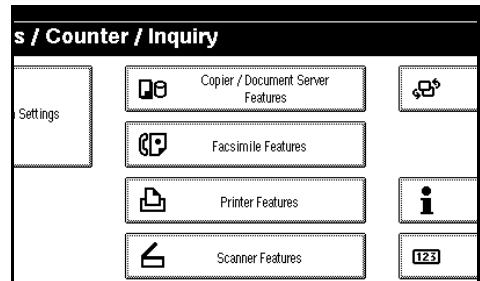 s / Counter / Inquiry
Copier / Document Server
Features
Settings
Facsimile Features
Printer Features
Scanner Features
123